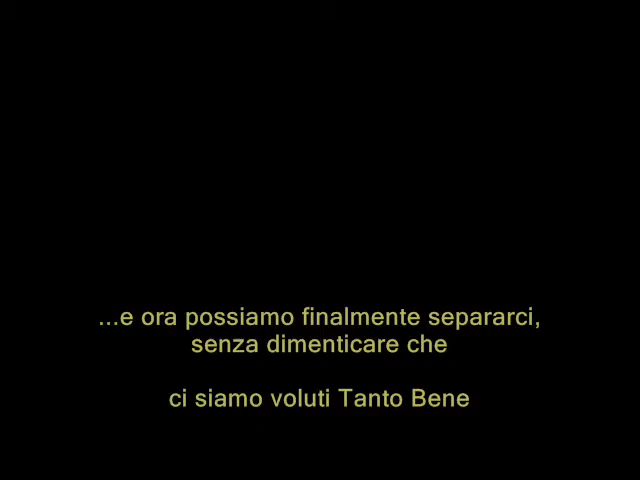 ...e ora possiamo finalmente separarci,
senza dimenticare che
ci siamo voluti Tanto Bene